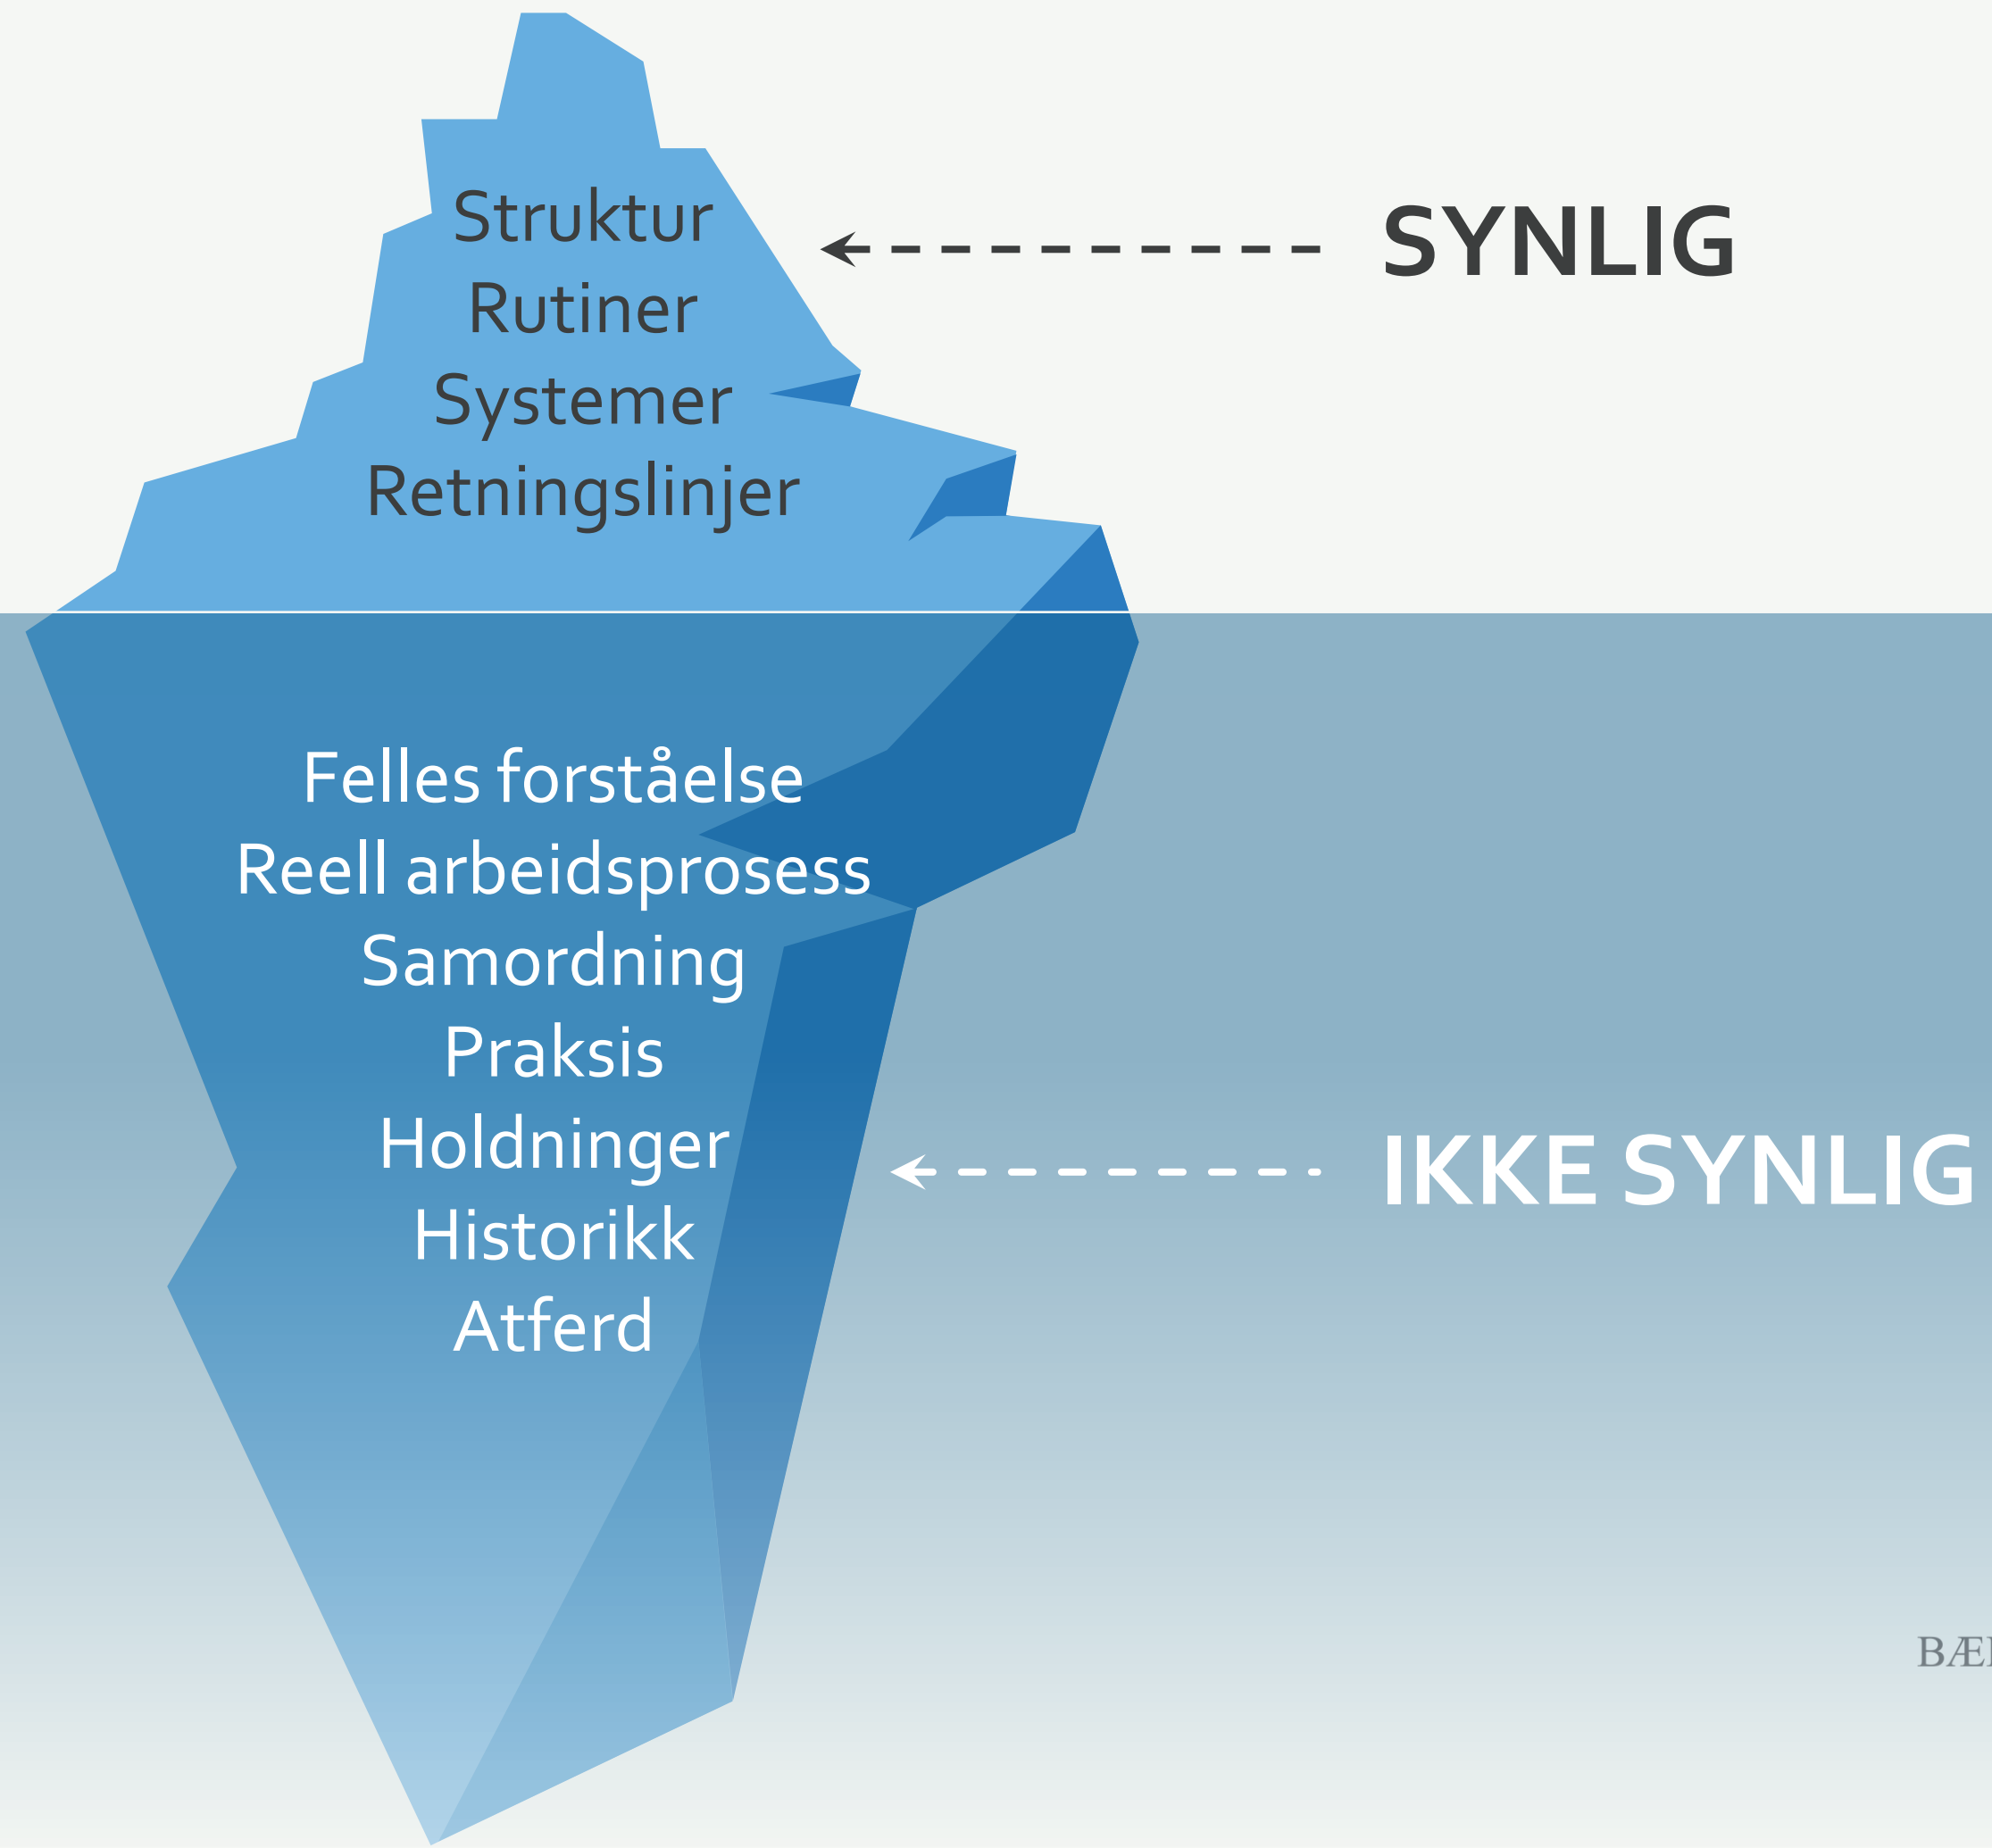 Struktur
Rutiner
Systemer
Retningslinjer
SYNLIG
Felles forståelse
Reell arbeidsprosess
Samordning
Praksis
Holdninger
Historikk
Atferd
IKKE SYNLIG